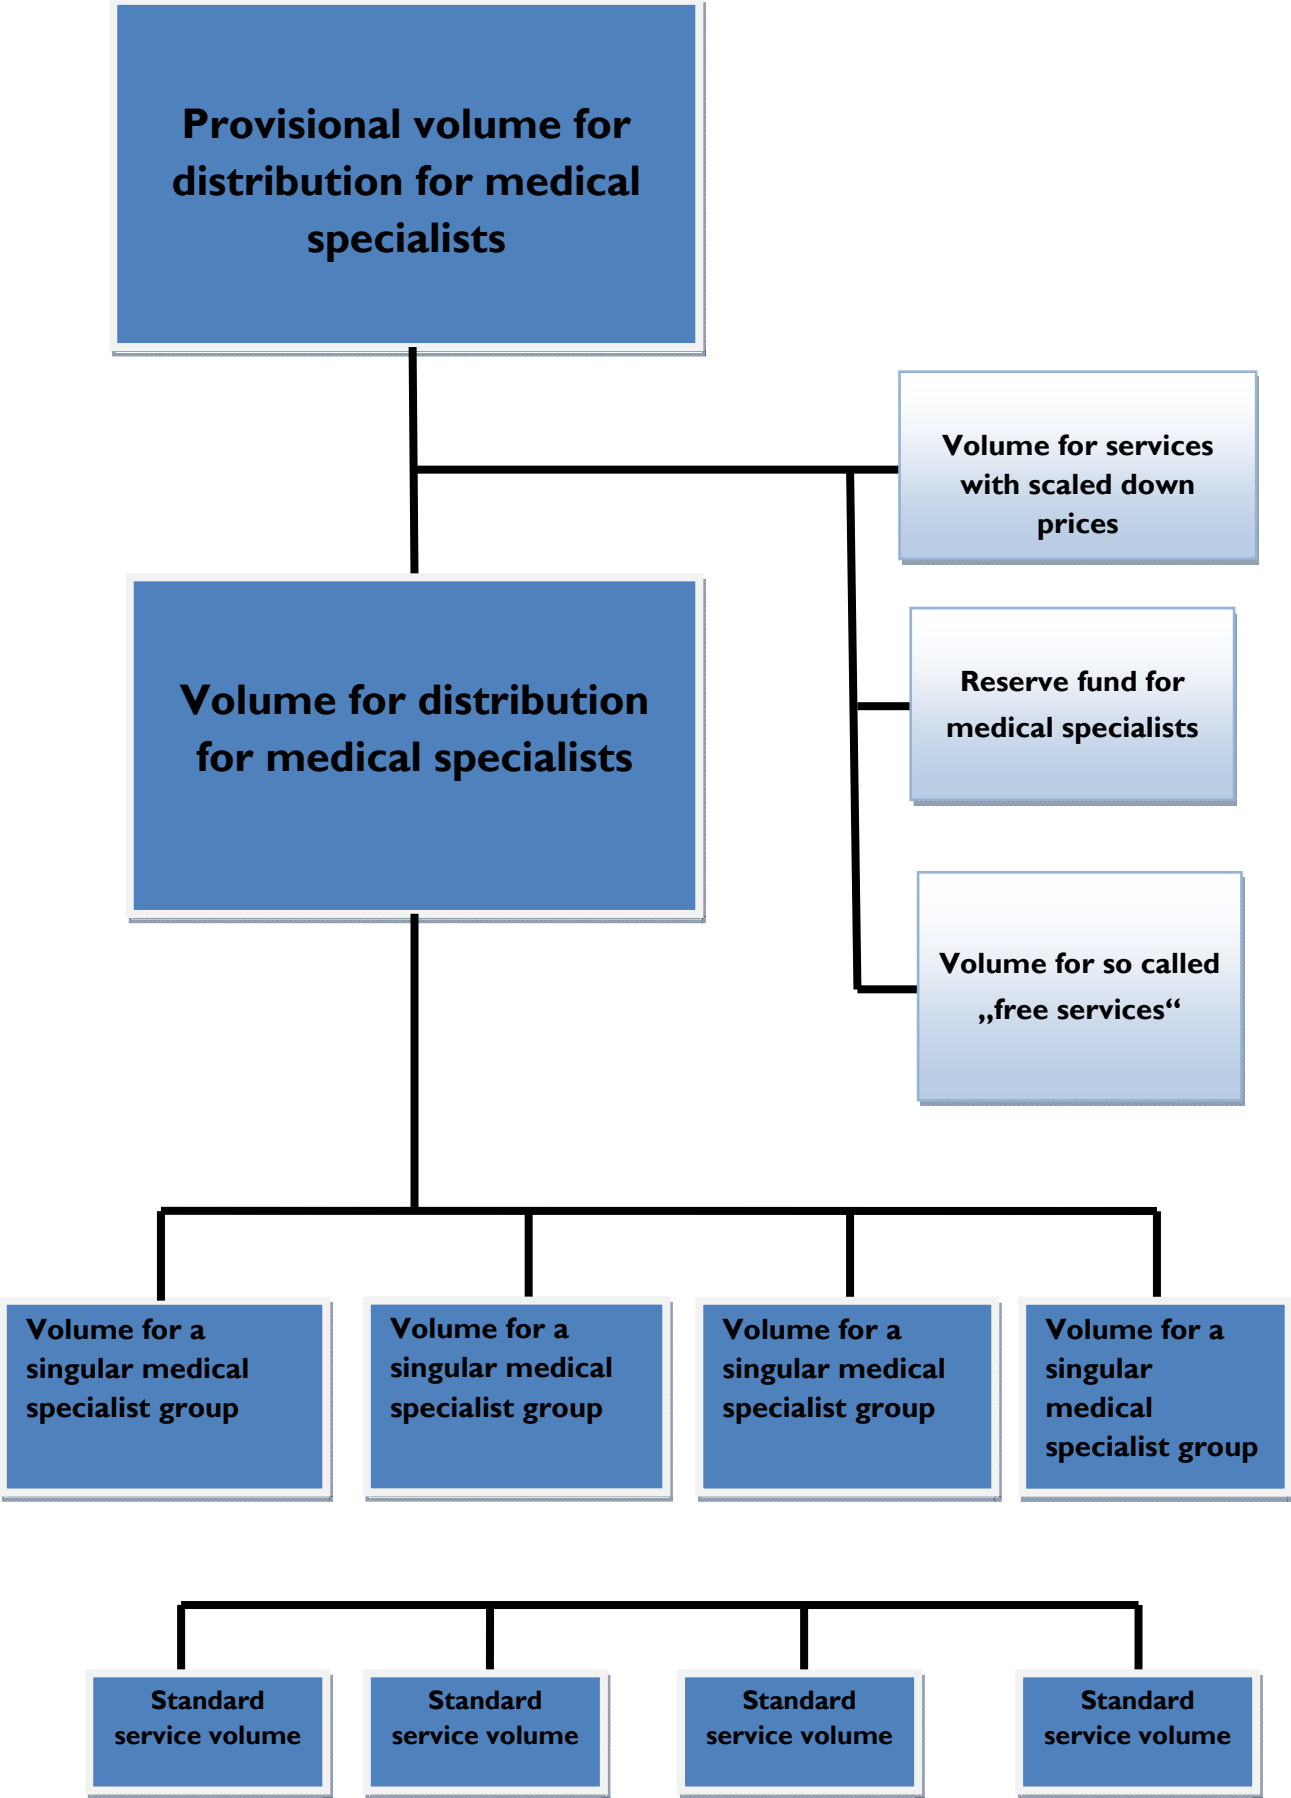 Provisional volume for
distribution for medical
specialists
Volume for services
with scaled down
prices
Volume for distribution
for medical specialists
Reserve fund for
medical specialists
Volume for so called
„free services“
Volume for a
singular medical
specialist group
Volume for a
singular medical
specialist group
Volume for a
singular medical
specialist group
Volume for a
singular
medical
specialist group
Standard
service volume
Standard
service volume
Standard
service volume
Standard
service volume